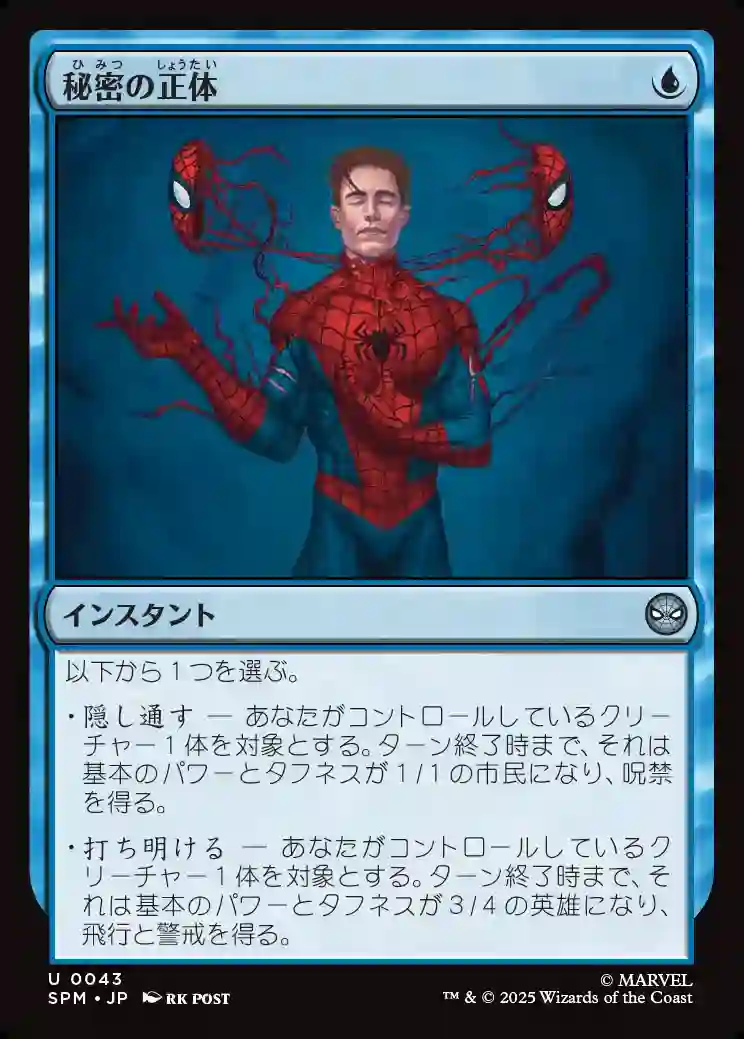 ひみつ しょうたい
秘密の正体
インスタント
以下から1つを選ぶ。
・隠し通す — あなたがコントロールしているクリー
チャー1体を対象とする。ターン終了時まで、それは
基本のパワーとタフネスが1/1の市民になり、呪禁
を得る。
・打ち明ける — あなたがコントロールしているク
リーチャー1体を対象とする。ターン終了時まで、そ
れは基本のパワーとタフネスが3/4の英雄になり、
飛行と警戒を得る。
U 0043 © MARVEL
SPM • JP RK POST ™ & © 2025 Wizards of the Coast